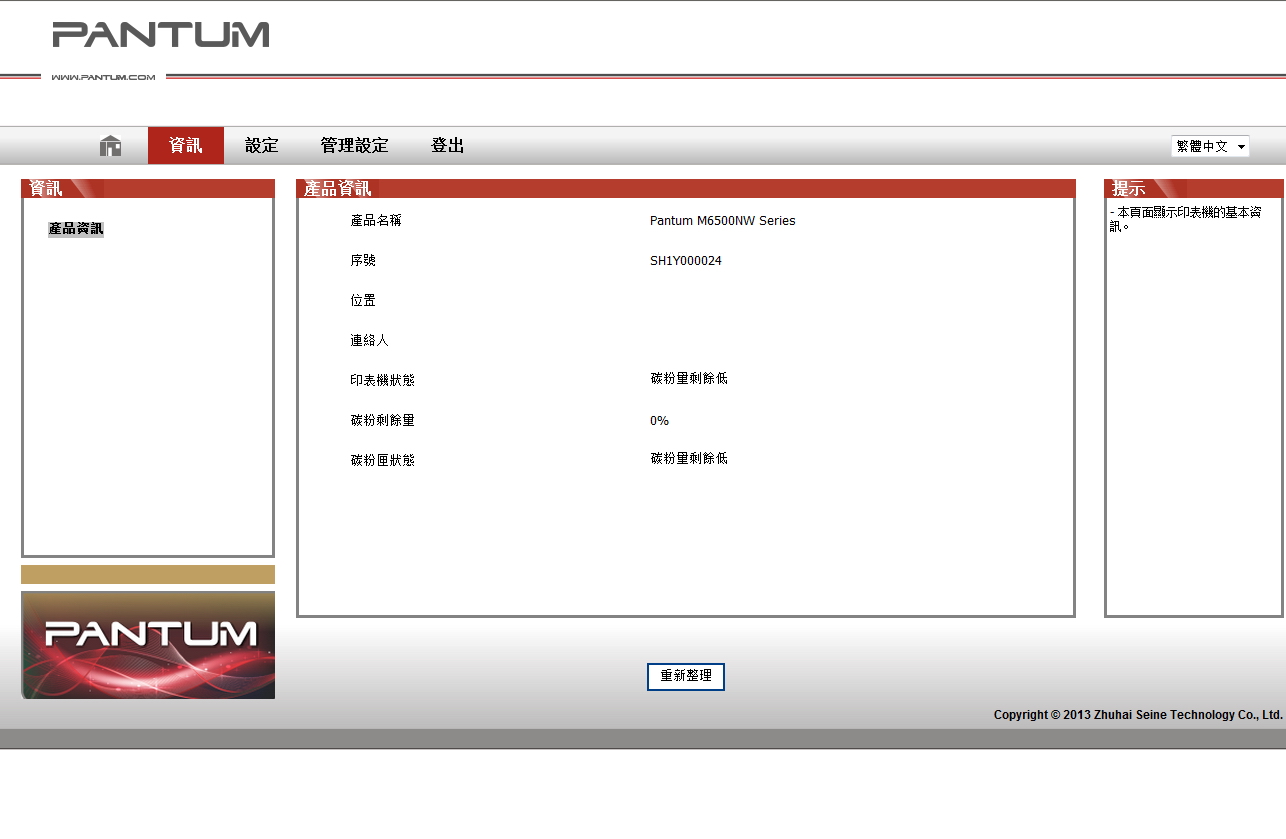 PANTUM
WWW.PANTUM.COM
資訊 設定 管理設定 登出 繁體中文
資訊
產品資訊
產品資訊
產品名稱 Pantum M6500NW Series
序號 SH1Y000024
位置
連絡人
印表機狀態 碳粉量剩餘低
碳粉剩餘量 0%
碳粉匣狀態 碳粉量剩餘低
提示
- 本頁面顯示印表機的基本資
訊。
PANTUM
重新整理
Copyright © 2013 Zhuhai Seine Technology Co., Ltd.